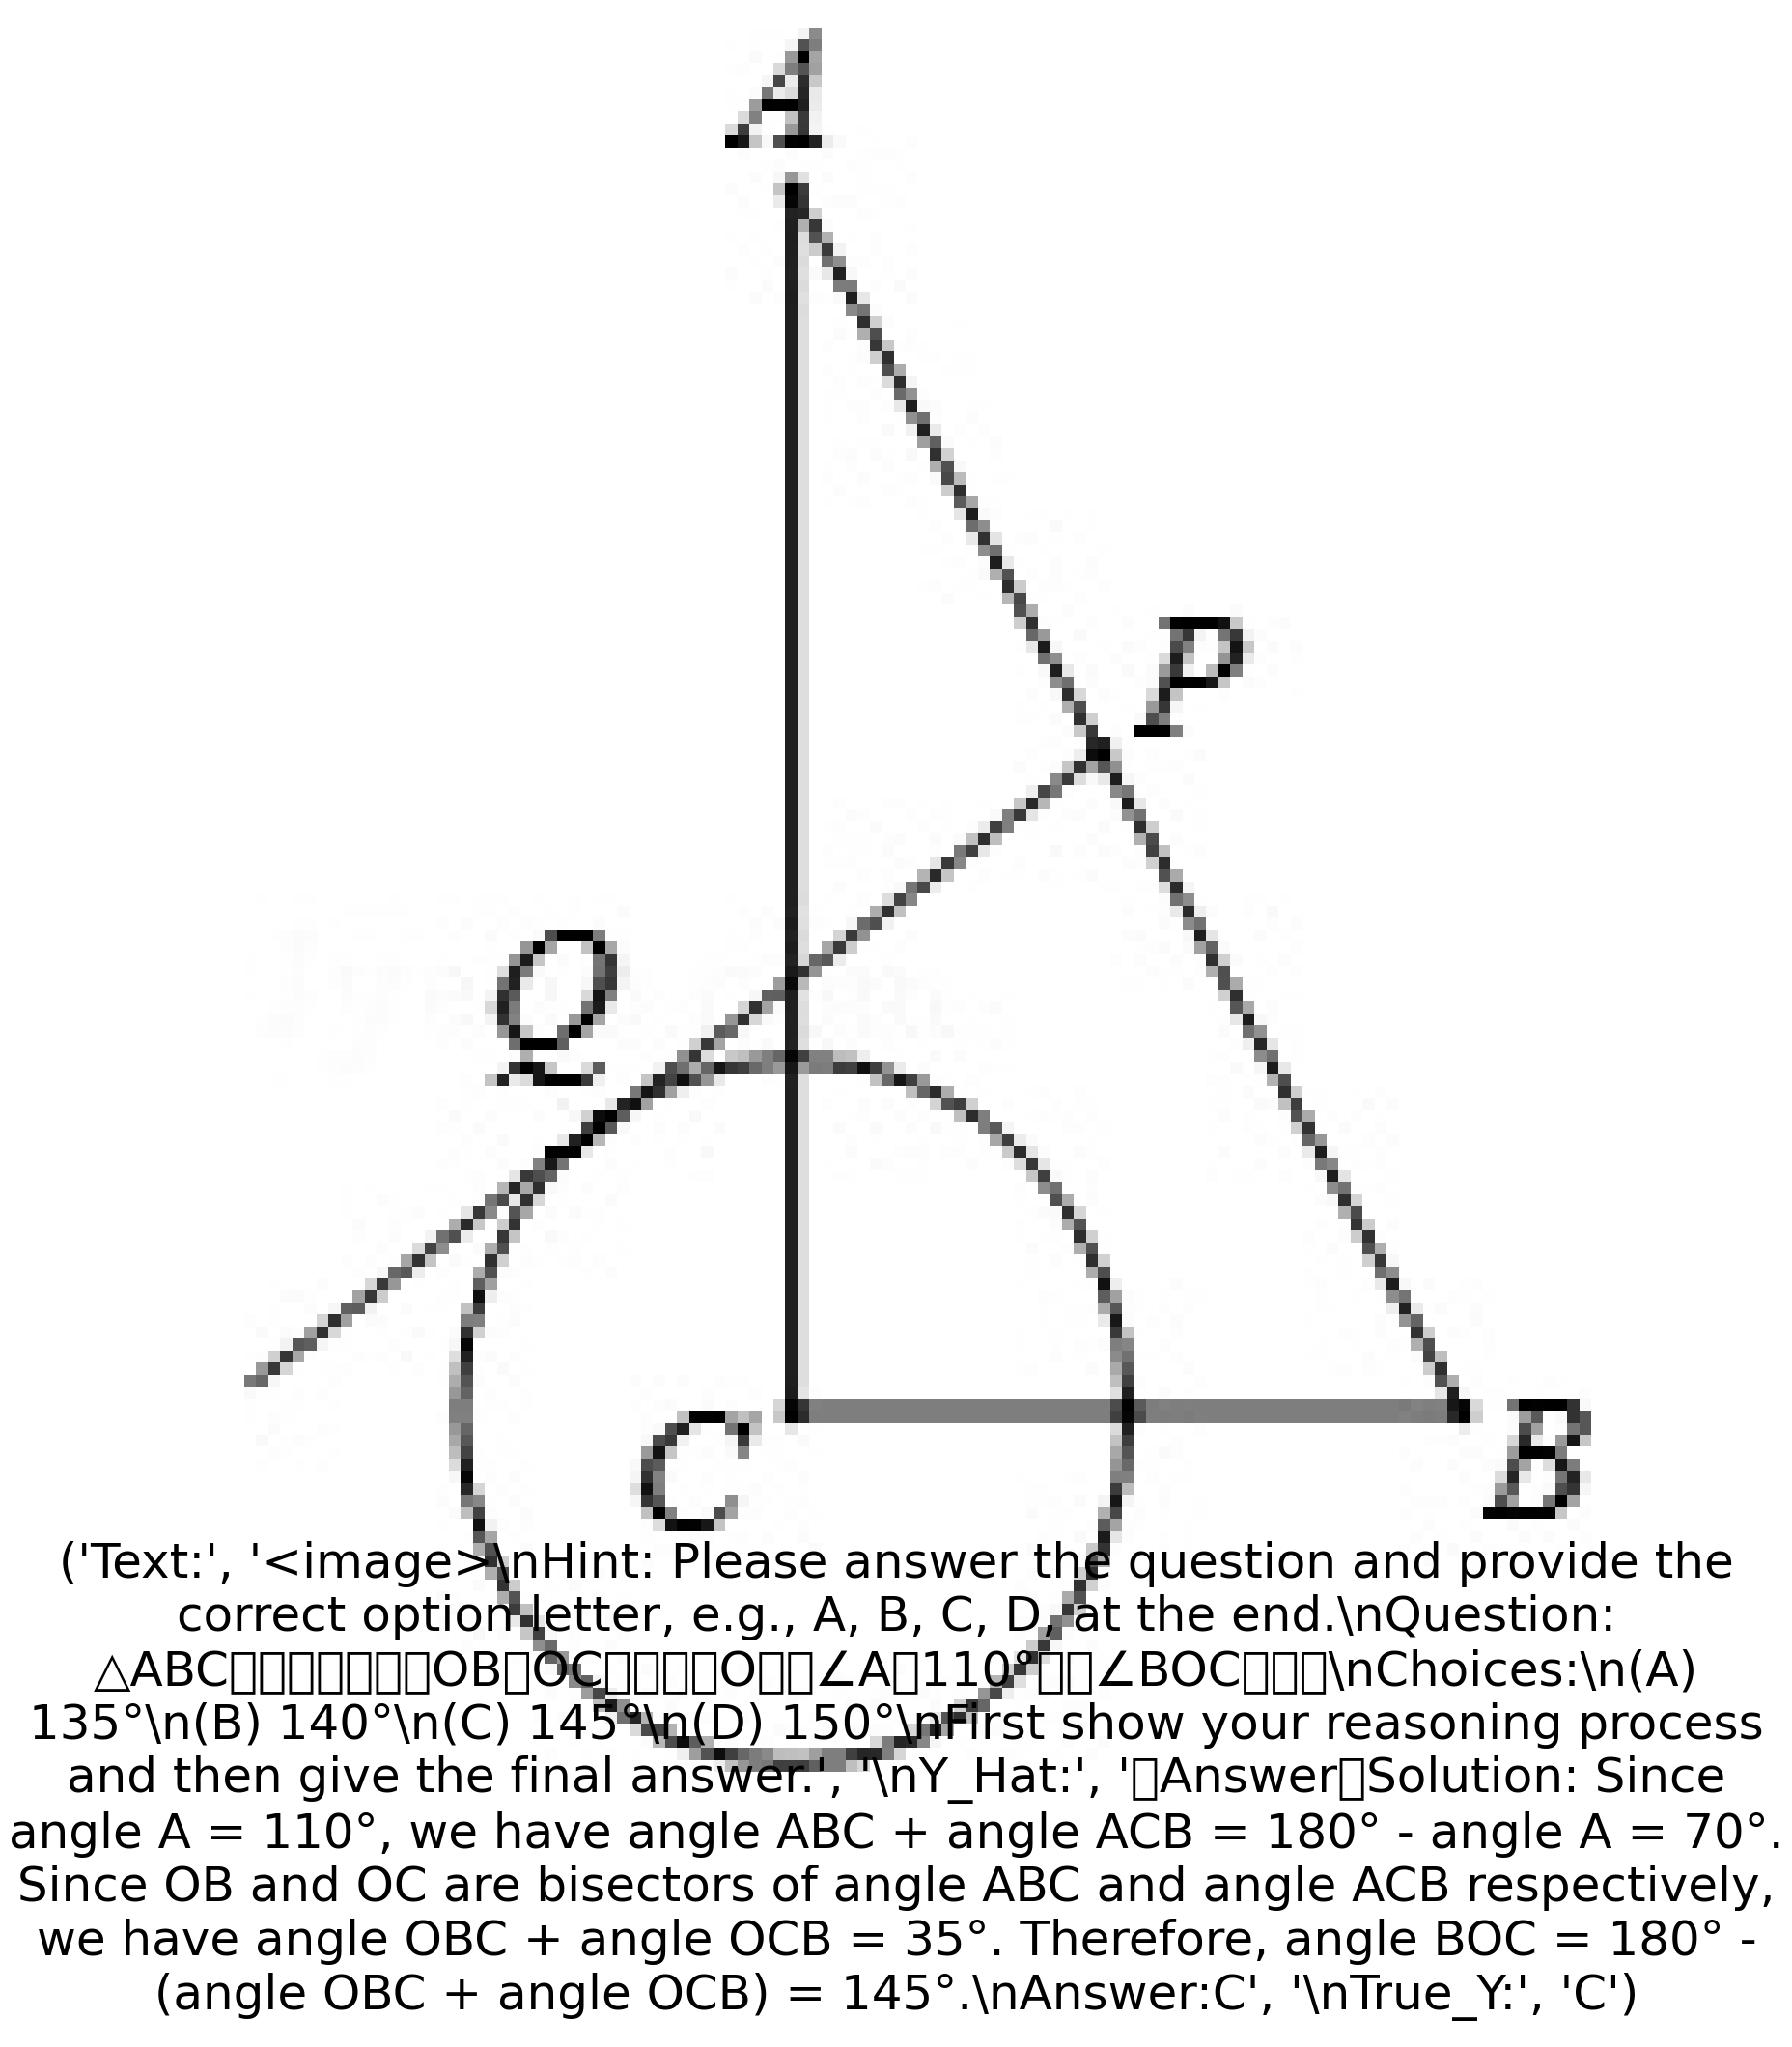 A
P
Q
C
B
('Text:', '<image>\nHint: Please answer the question and provide the
correct option letter, e.g., A, B, C, D, at the end.\nQuestion:
△ABC▯▯▯▯▯▯▯OB▯OC▯▯▯▯O▯▯∠A▯110°▯▯∠BOC▯▯▯\nChoices:\n(A)
135°\n(B) 140°\n(C) 145°\n(D) 150°\nFirst show your reasoning process
and then give the final answer.', '\nY_Hat:', '▯Answer▯Solution: Since
angle A = 110°, we have angle ABC + angle ACB = 180° - angle A = 70°.
Since OB and OC are bisectors of angle ABC and angle ACB respectively,
we have angle OBC + angle OCB = 35°. Therefore, angle BOC = 180° -
(angle OBC + angle OCB) = 145°.\nAnswer:C', '\nTrue_Y:', 'C')